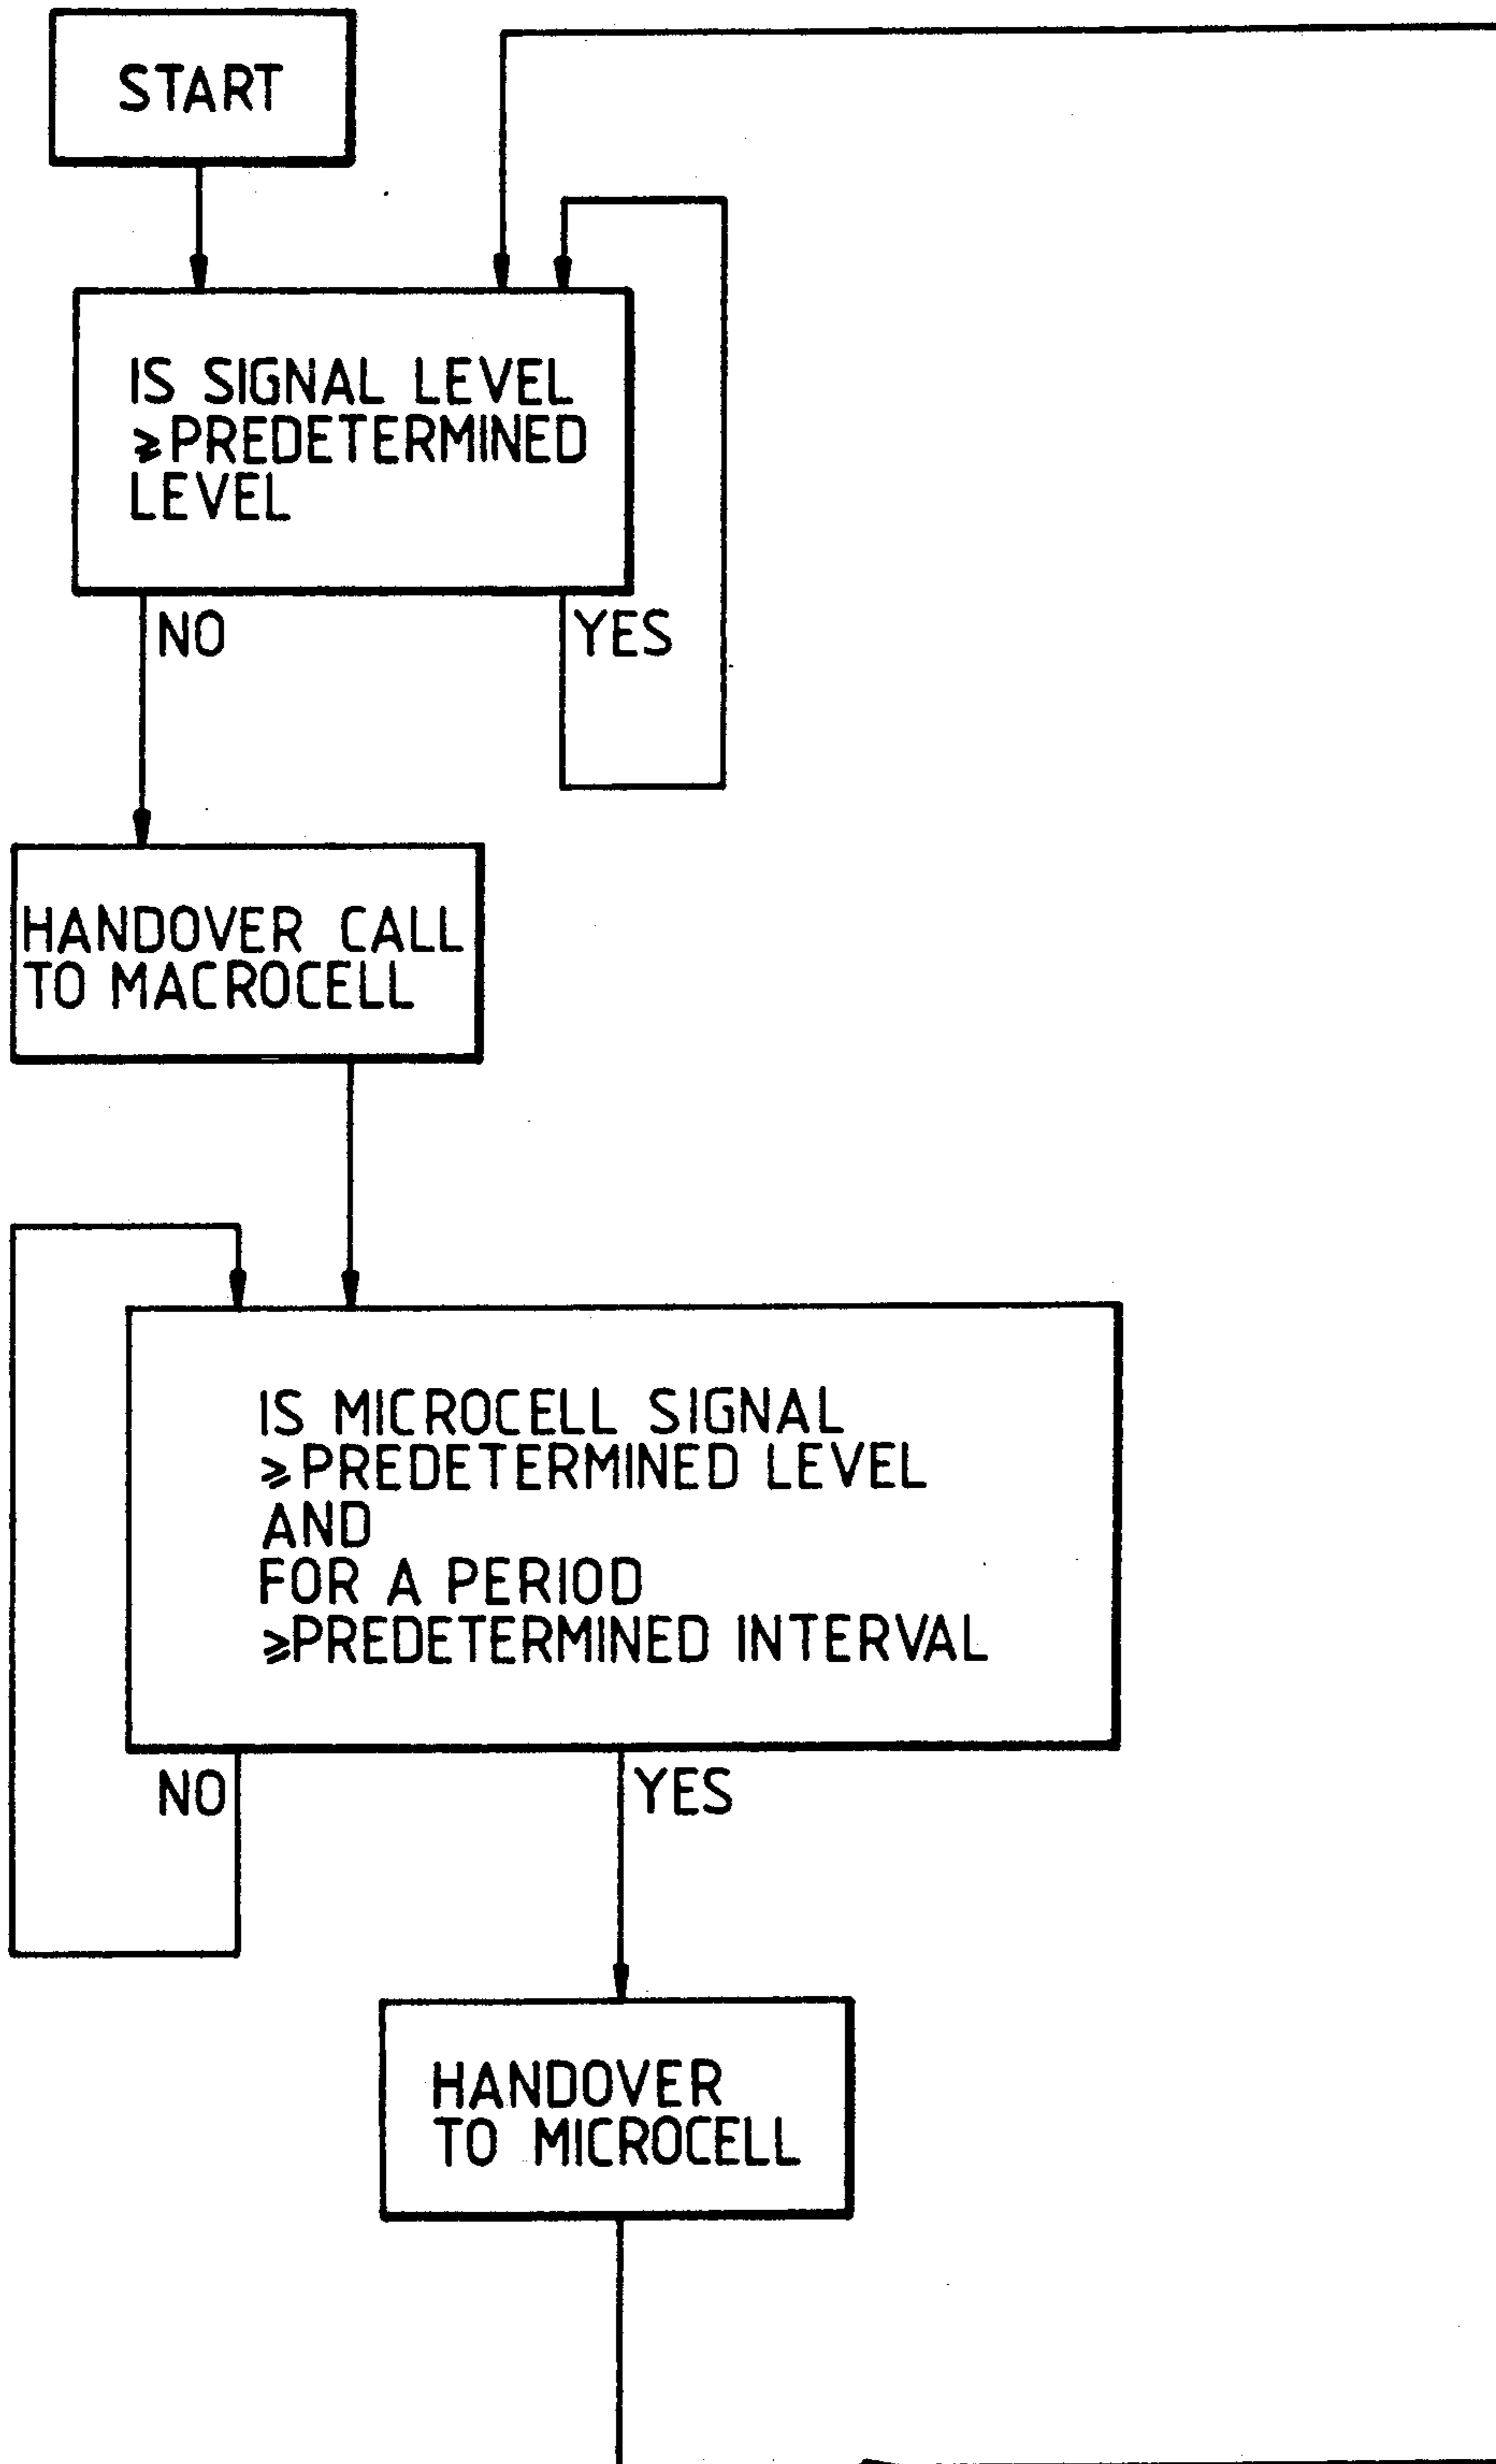 START
IS SIGNAL LEVEL
⩾PREDETERMINED
LEVEL
NO
YES
HANDOVER CALL
TO MACROCELL
IS MICROCELL SIGNAL
⩾PREDETERMINED LEVEL
AND
FOR A PERIOD
⩾PREDETERMINED INTERVAL
NO
YES
HANDOVER
TO MICROCELL